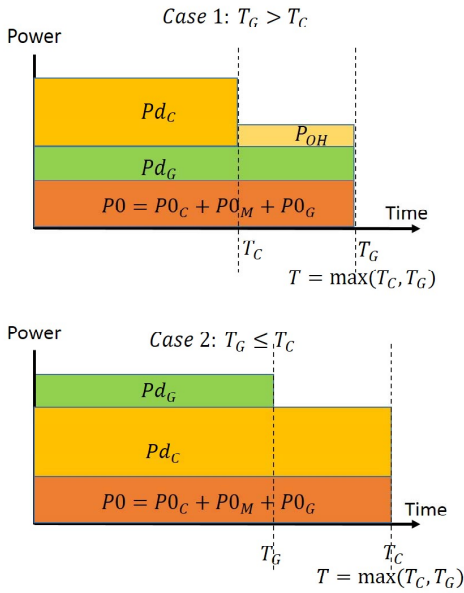 Case 1: T_G > T_C
Power
Pd_C
P_OH
Pd_G
P0 = P0_C + P0_M + P0_G
Time
T_C
T_G
T = max(T_C, T_G)
Power
Case 2: T_G ≤ T_C
Pd_G
Pd_C
P0 = P0_C + P0_M + P0_G
Time
T_G
T_C
T = max(T_C, T_G)